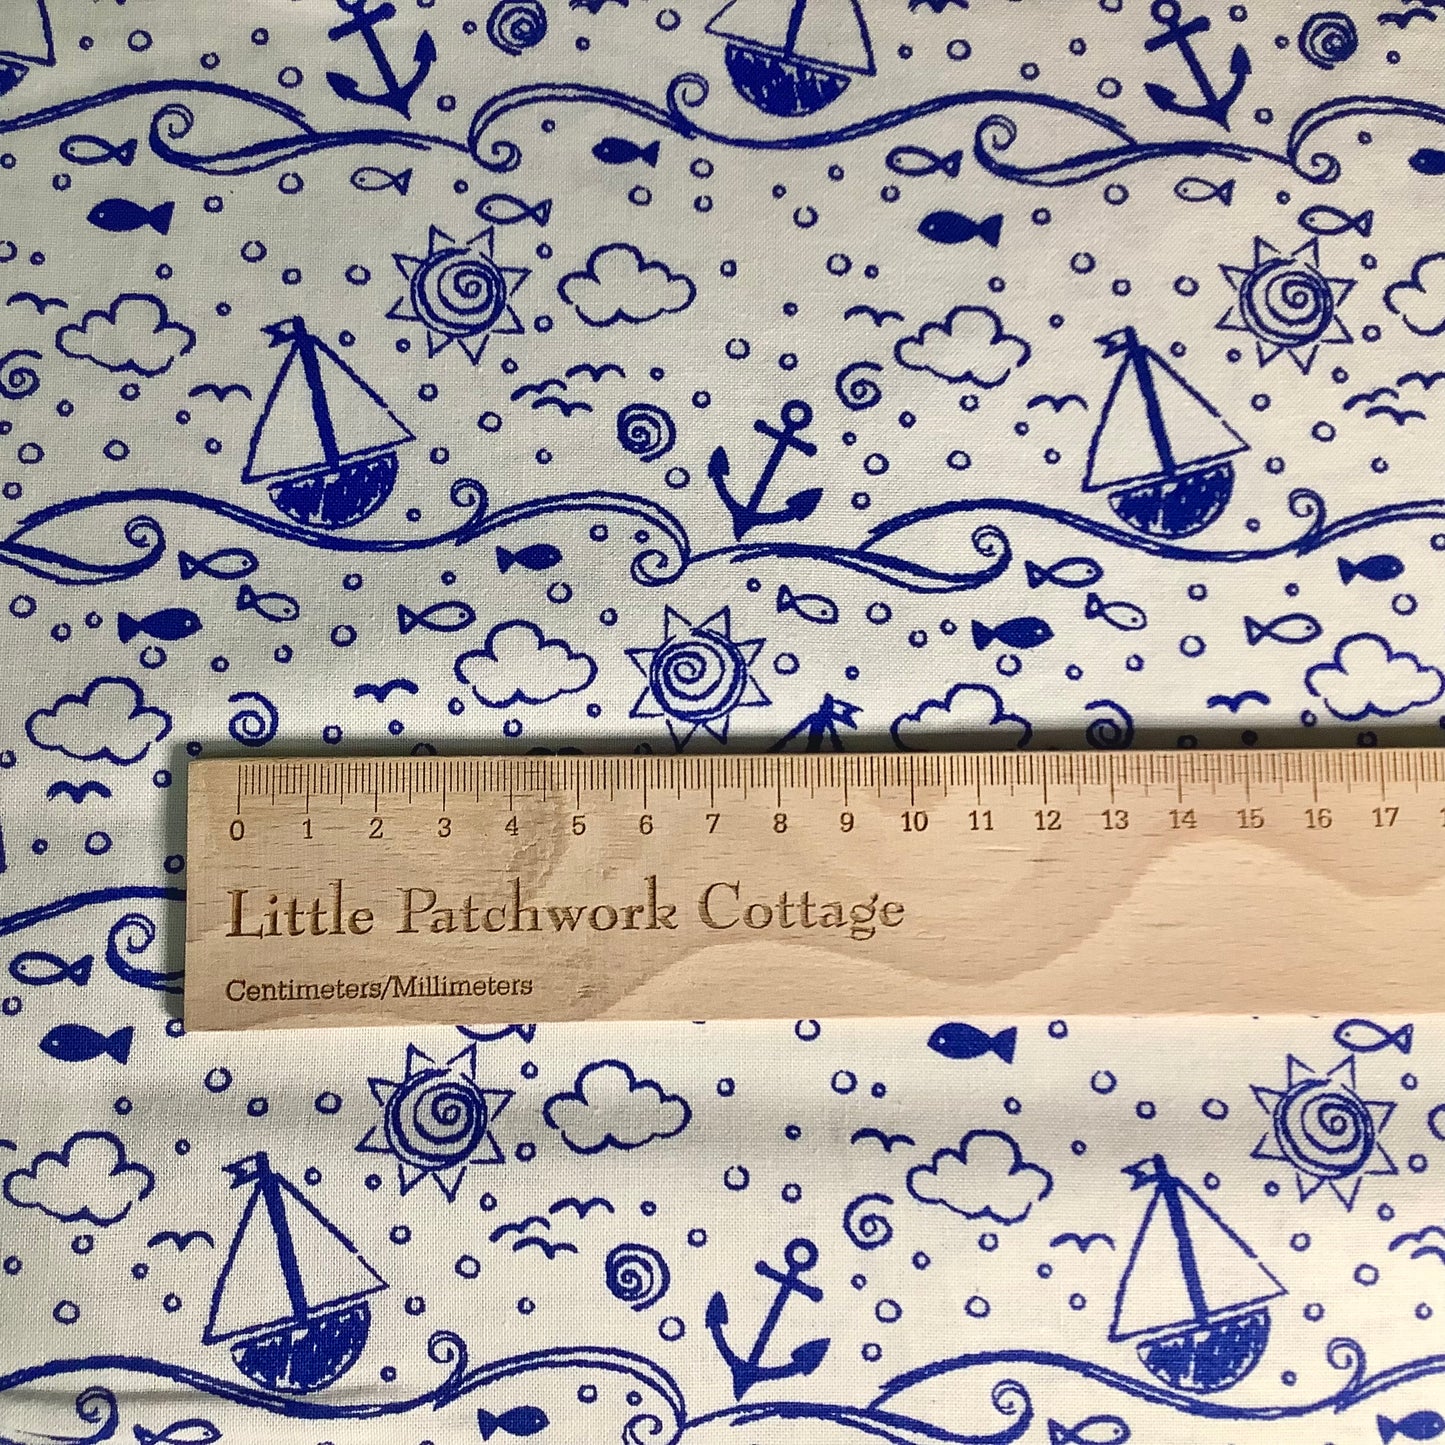 0 1 2 3 4 5 6 7 8 9 10 11 12 13 14 15 16 17
Little Patchwork Cottage
Centimeters/Millimeters